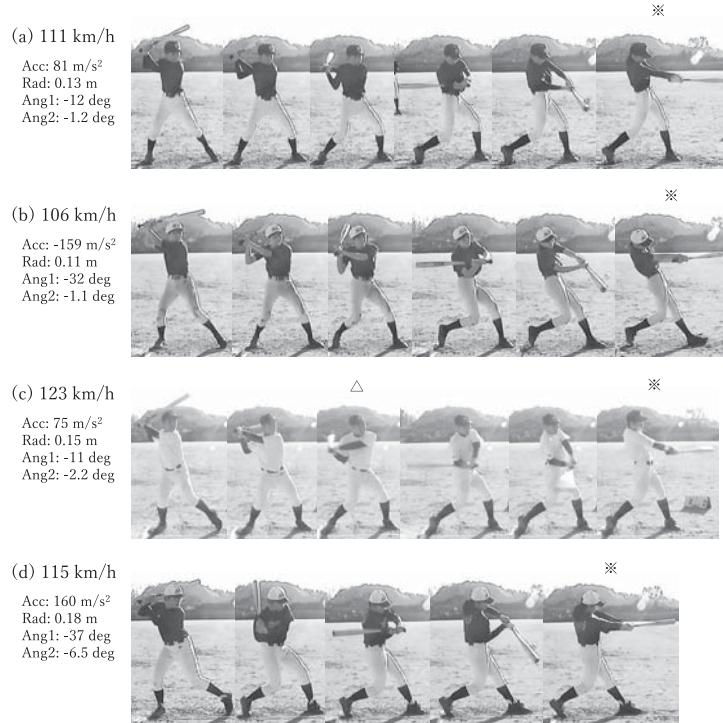 ※
(a) 111 km/h
Acc: 81 m/s²
Rad: 0.13 m
Ang1: -12 deg
Ang2: -1.2 deg
※
(b) 106 km/h
Acc: -159 m/s²
Rad: 0.11 m
Ang1: -32 deg
Ang2: -1.1 deg
△ ※
(c) 123 km/h
Acc: 75 m/s²
Rad: 0.15 m
Ang1: -11 deg
Ang2: -2.2 deg
※
(d) 115 km/h
Acc: 160 m/s²
Rad: 0.18 m
Ang1: -37 deg
Ang2: -6.5 deg